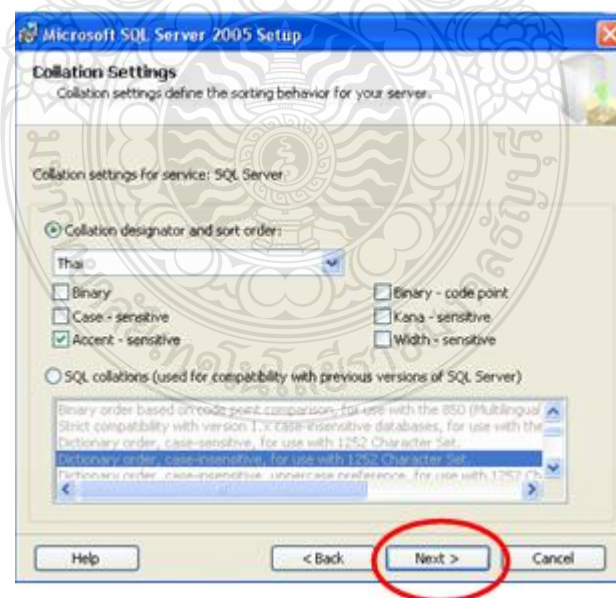 Microsoft SQL Server 2005 Setup
Collation Settings
Collation settings define the sorting behavior for your server.
Collation settings for service: SQL Server
Collation designator and sort order:
Thai
Binary
Binary - code point
Case - sensitive
Kana - sensitive
Accent - sensitive
Width - sensitive
SQL collations (used for compatibility with previous versions of SQL Server)
Binary order based on code point comparison, for use with the 850 (Multilingual
Strict compatibility with version 1.x case-insensitive databases, for use with the
Dictionary order, case-sensitive, for use with 1252 Character Set.
Dictionary order, case-insensitive, for use with 1252 Character Set.
Dictionary order, case-insensitive, uppercase preference, for use with 1252 Ch
Help
< Back
Next >
Cancel